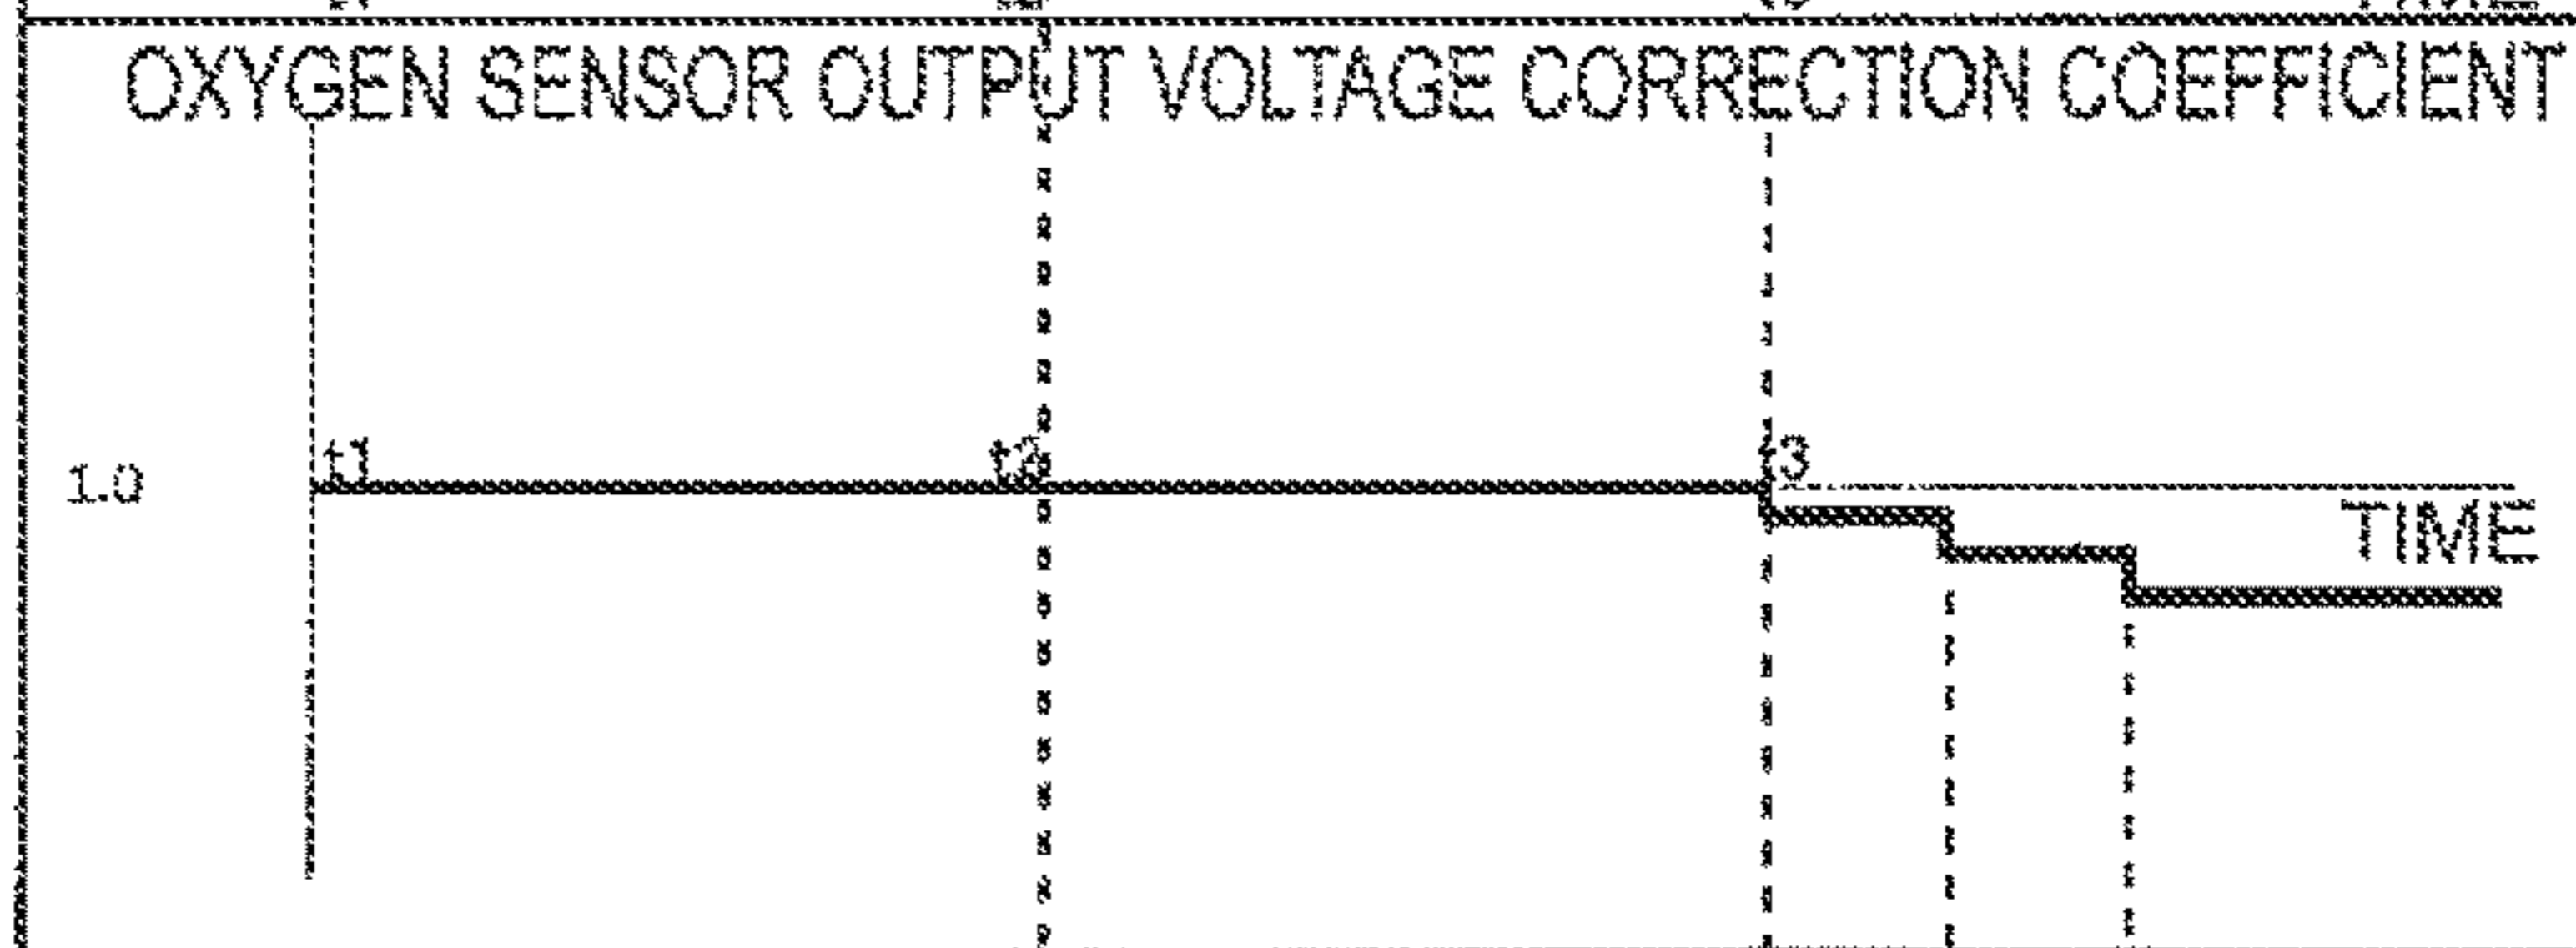 OXYGEN SENSOR OUTPUT VOLTAGE CORRECTION COEFFICIENT
t1
t2
t3
1.0
TIME